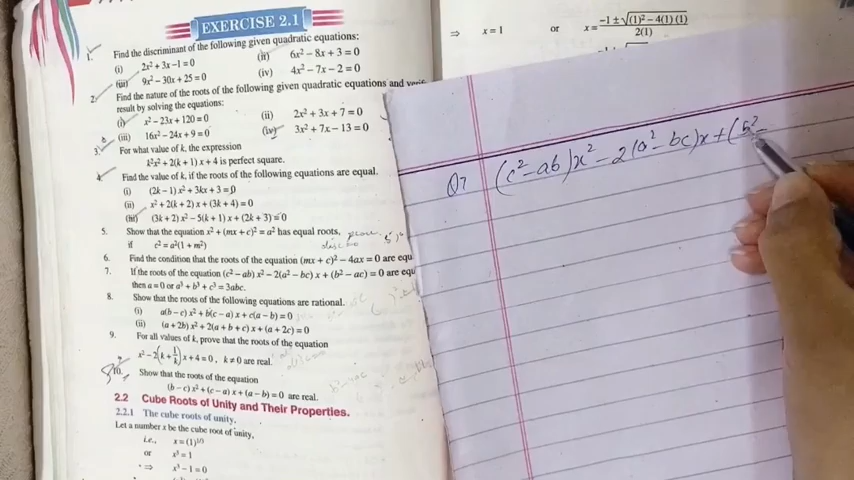 EXERCISE 2.1
1. Find the discriminant of the following given quadratic equations:
(i) 2x² + 3x – 1 = 0 (ii) 6x² – 8x + 3 = 0
(iii) 9x² – 30x + 25 = 0 (iv) 4x² – 7x – 2 = 0
2. Find the nature of the roots of the following given quadratic equations and verify
result by solving the equations:
(i) x² – 23x + 120 = 0 (ii) 2x² + 3x + 7 = 0
(iii) 16x² – 24x + 9 = 0 (iv) 3x² + 7x – 13 = 0
3. For what value of k, the expression
k²x² + 2(k + 1)x + 4 is perfect square.
4. Find the value of k, if the roots of the following equations are equal.
(i) (2k – 1)x² + 3kx + 3 = 0
(ii) x² + 2(k + 2)x + (3k + 4) = 0
(iii) (3k + 2)x² – 5(k + 1)x + (2k + 3) = 0
5. Show that the equation x² + (mx + c)² = a² has equal roots,
if c² = a²(1 + m²)
6. Find the condition that the roots of the equation (mx + c)² – 4ax = 0 are equ
7. If the roots of the equation (c² – ab)x² – 2(a² – bc)x + (b² – ac) = 0 are equ
then a = 0 or a³ + b³ + c³ = 3abc.
8. Show that the roots of the following equations are rational.
(i) a(b – c)x² + b(c – a)x + c(a – b) = 0
(ii) (a + 2b)x² + 2(a + b + c)x + (a + 2c) = 0
9. For all values of k, prove that the roots of the equation
x² – 2(k + 1/k)x + 4 = 0, k ≠ 0 are real.
10. Show that the roots of the equation
(b – c)x² + (c – a)x + (a – b) = 0 are real.
2.2 Cube Roots of Unity and Their Properties.
2.2.1 The cube roots of unity.
Let a number x be the cube root of unity,
i.e., x = (1)^1/3
or x³ = 1
⇒ x³ – 1 = 0
⇒ x = 1 or x = (–1 ± √((1)² – 4(1)(1)))/2(1)
Q7 (c² – ab)x² – 2(a² – bc)x + (b² –